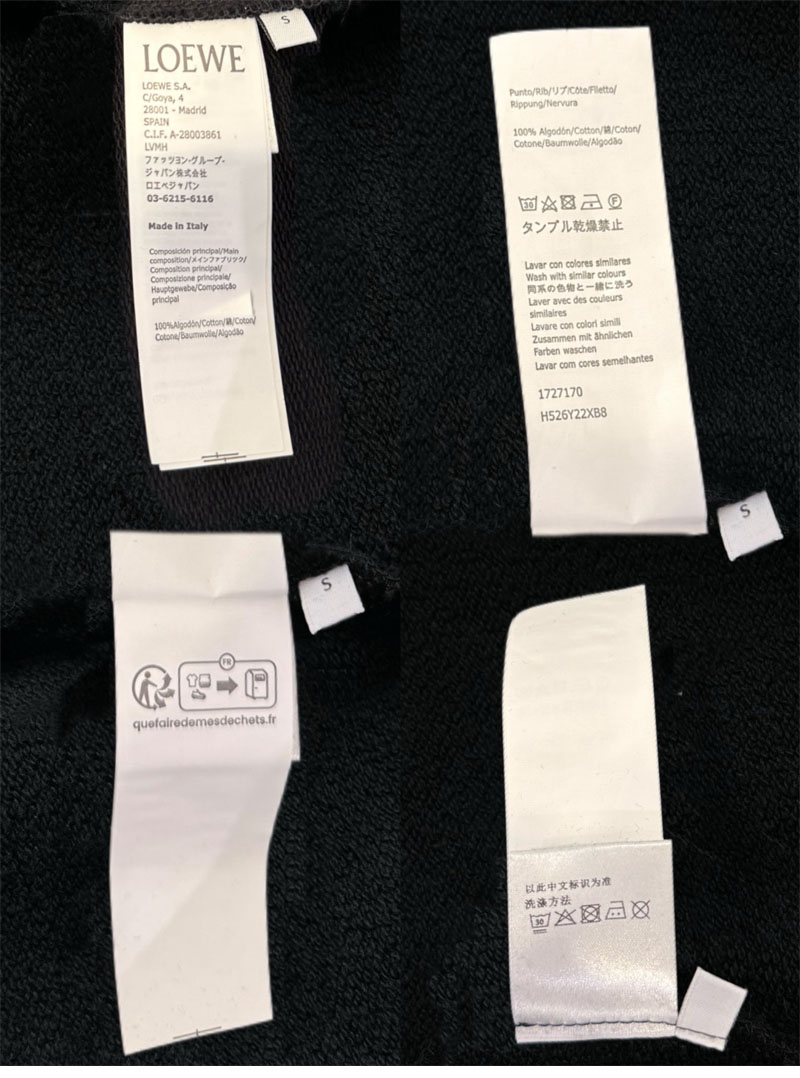 S
LOEWE
LOEWE S.A.
C/Goya, 4
28001 - Madrid
SPAIN
C.I.F. A-28003861
LVMH
ファッツヨン·グループ·
ジャパン株式会社
ロエベジャパン
03-6215-6116
Made in Italy
Composición principal/Main
composition/メインファブリック/
Composition principal/
Composizione principale/
Hauptgewebe/Composição
principal
100%Algodón/Cotton/綿/Coton/
Cotone/Baumwolle/Algodão
Punto/Rib/リブ/Côte/Filetto/
Rippung/Nervura
100% Algodón/Cotton/綿/Coton/
Cotone/Baumwolle/Algodão
30 F
タンブル乾燥禁止
Lavar con colores similares
Wash with similar colours
同系の色物と一緒に洗う
Laver avec des couleurs
similaires
Lavare con colori simili
Zusammen mit ähnlichen
Farben waschen
Lavar com cores semelhantes
1727170
H526Y22XB8
S
S
FR
quefairedemesdechets.fr
以此中文标识为准
洗涤方法
30